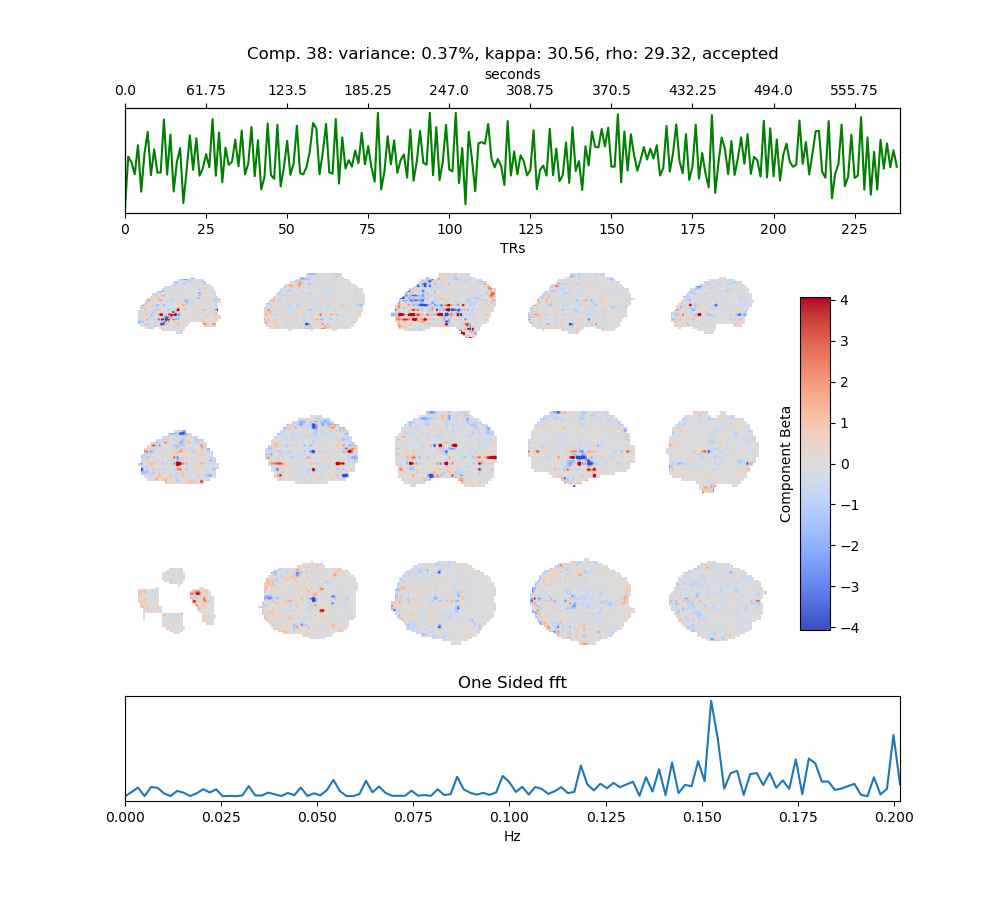 Comp. 38: variance: 0.37%, kappa: 30.56, rho: 29.32, accepted
seconds
0.0 61.75 123.5 185.25 247.0 308.75 370.5 432.25 494.0 555.75
0 25 50 75 100 125 150 175 200 225
TRs
4
3
2
1
0
−1
−2
−3
−4
Component Beta
One Sided fft
0.000 0.025 0.050 0.075 0.100 0.125 0.150 0.175 0.200
Hz